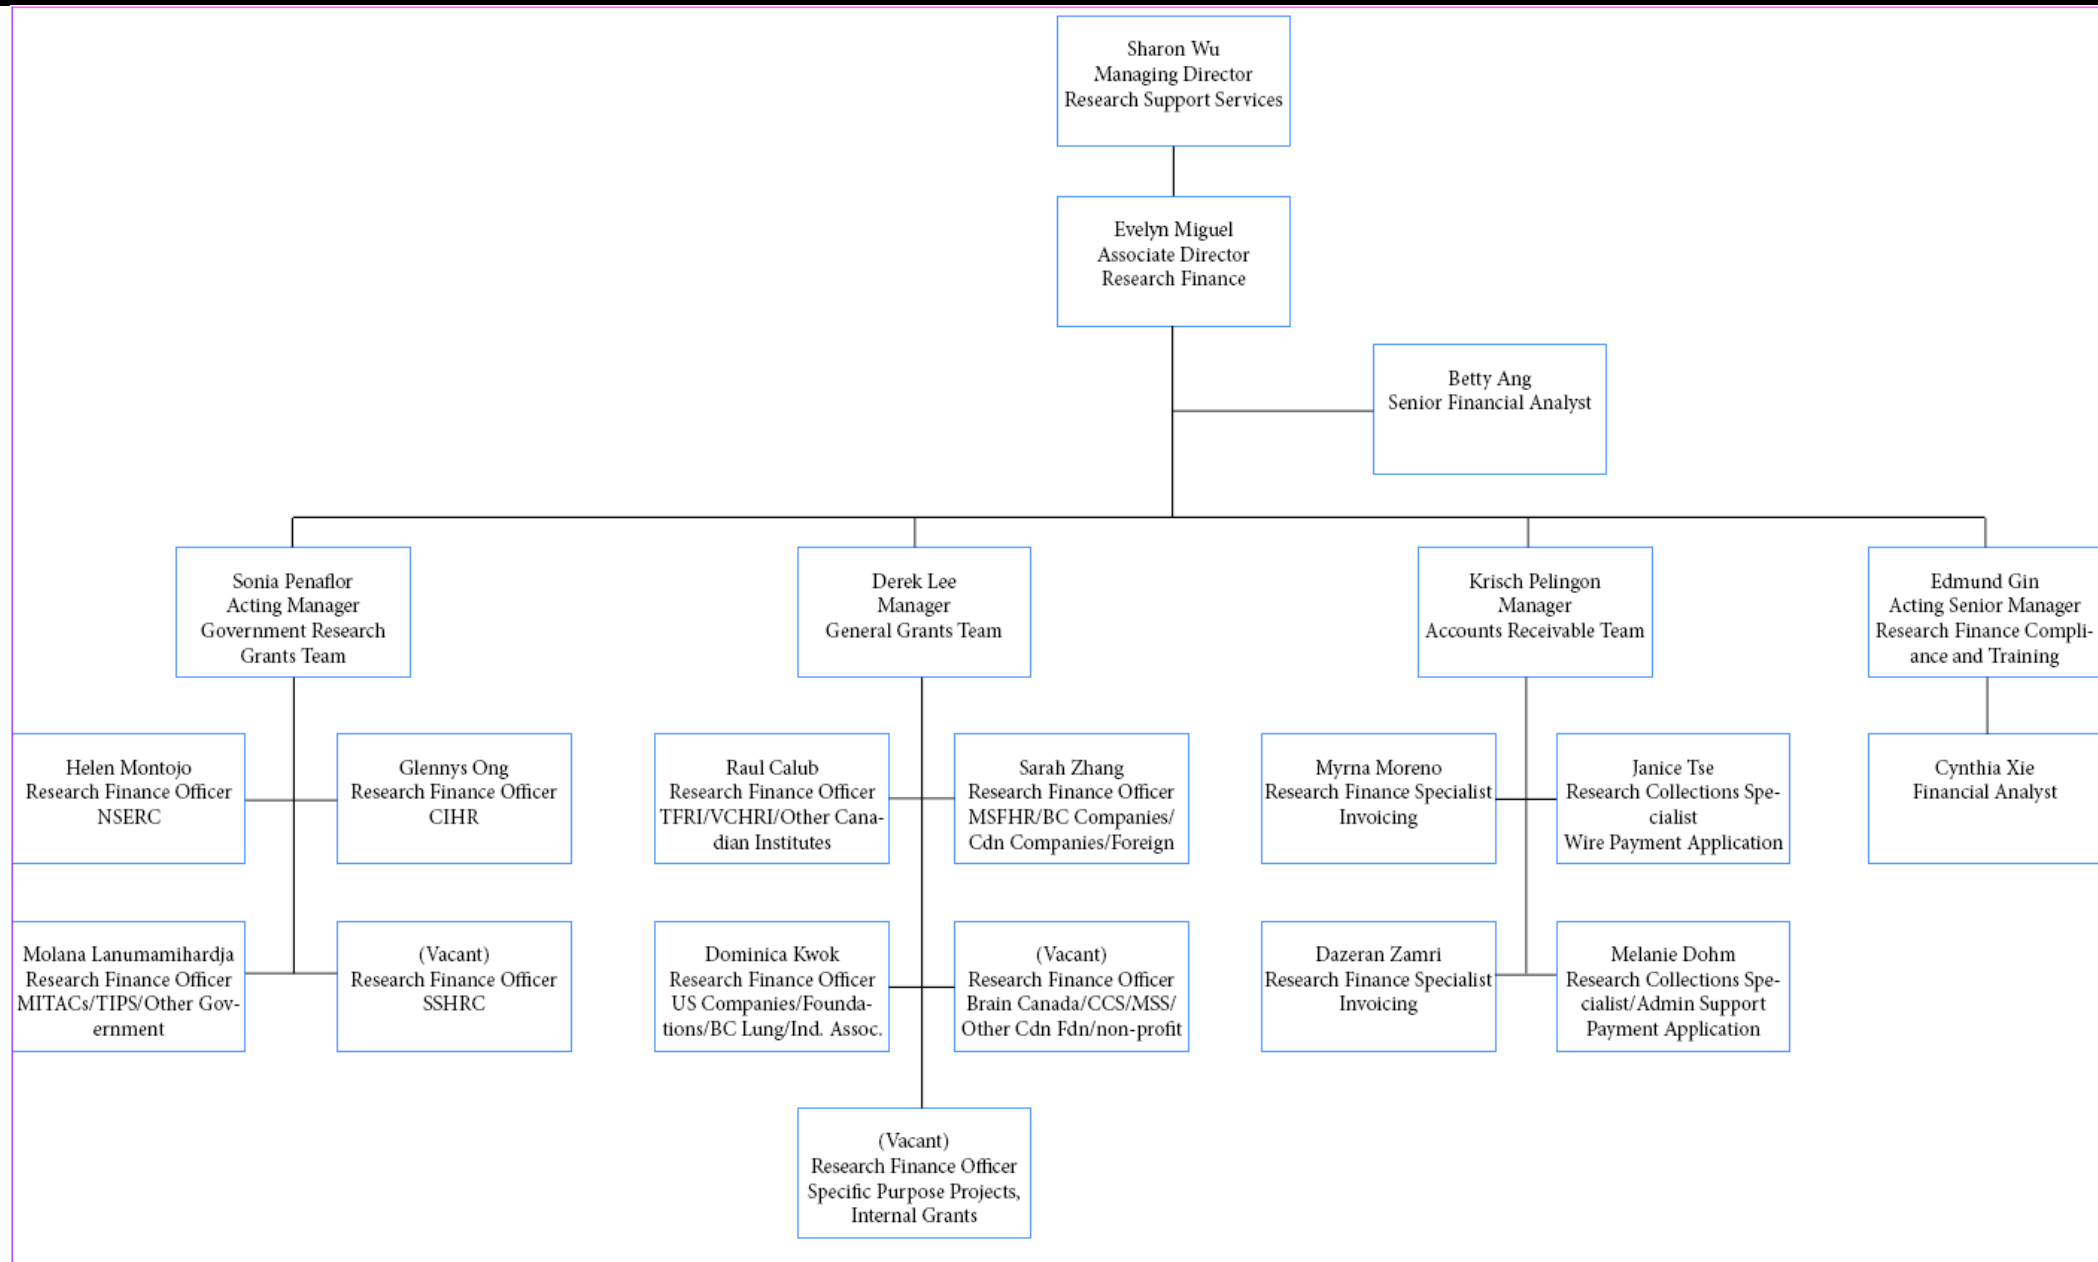 Sharon Wu
Managing Director
Research Support Services
Evelyn Miguel
Associate Director
Research Finance
Betty Ang
Senior Financial Analyst
Sonia Penaflor
Acting Manager
Government Research
Grants Team
Derek Lee
Manager
General Grants Team
Krisch Pelingon
Manager
Accounts Receivable Team
Edmund Gin
Acting Senior Manager
Research Finance Compli-
ance and Training
Helen Montojo
Research Finance Officer
NSERC
Glennys Ong
Research Finance Officer
CIHR
Raul Calub
Research Finance Officer
TFRI/VCHRI/Other Cana-
dian Institutes
Sarah Zhang
Research Finance Officer
MSFHR/BC Companies/
Cdn Companies/Foreign
Myrna Moreno
Research Finance Specialist
Invoicing
Janice Tse
Research Collections Spe-
cialist
Wire Payment Application
Cynthia Xie
Financial Analyst
Molana Lanumamihardja
Research Finance Officer
MITACs/TIPS/Other Gov-
ernment
(Vacant)
Research Finance Officer
SSHRC
Dominica Kwok
Research Finance Officer
US Companies/Founda-
tions/BC Lung/Ind. Assoc.
(Vacant)
Research Finance Officer
Brain Canada/CCS/MSS/
Other Cdn Fdn/non-profit
Dazeran Zamri
Research Finance Specialist
Invoicing
Melanie Dohm
Research Collections Spe-
cialist/Admin Support
Payment Application
(Vacant)
Research Finance Officer
Specific Purpose Projects,
Internal Grants